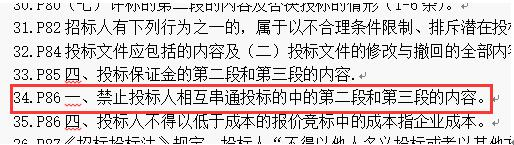 30.P80（七）评标的第二段的内容及否决投标的情形（1-6条）。
31.P82 招标人有下列行为之一的，属于以不合理条件限制、排斥潜在投
32.P84 投标文件应包括的内容及（二）投标文件的修改与撤回的全部内
33.P85 四、投标保证金的第二段和第三段的内容.
34.P86 二、禁止投标人相互串通投标的中的第二段和第三段的内容。
35.P86 四、投标人不得以低于成本的报价竞标中的成本指企业成本。
36.P87《招标投标法》规定，投标人“不得以他人名义投标或者以其他